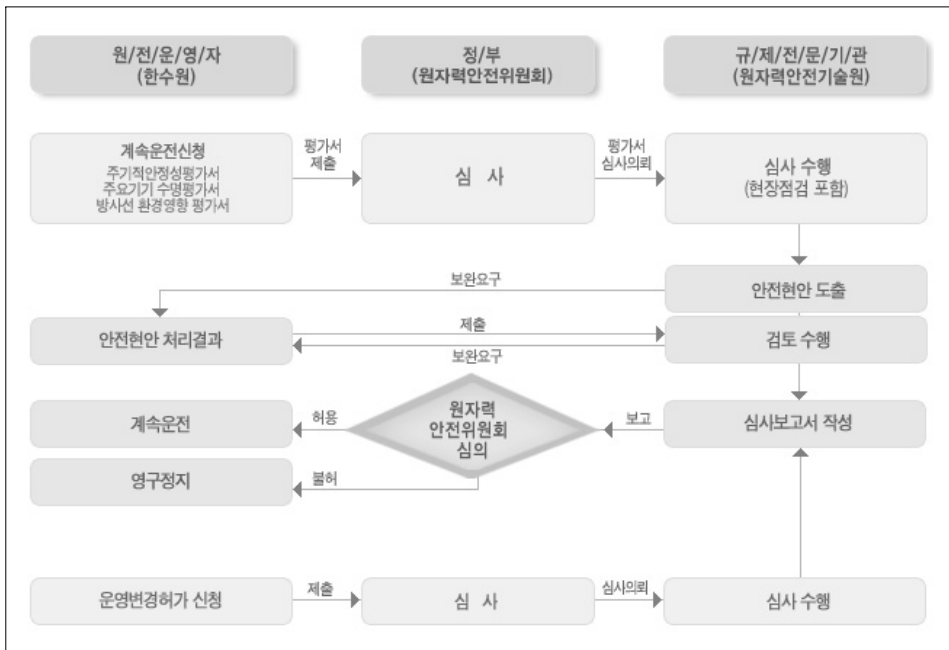 원/전/운/영/자
(한수원)
정/부
(원자력안전위원회)
규/제/전/문/기/관
(원자력안전기술원)
계속운전신청
주기적안정성평가서
주요기기 수명평가서
방사선 환경영향 평가서
평가서
제출
심 사
평가서
심사의뢰
심사 수행
(현장점검 포함)
보완요구
안전현안 도출
안전현안 처리결과
제출
보완요구
검토 수행
계속운전
허용
원자력
안전위원회
심의
보고
심사보고서 작성
영구정지
불허
운영변경허가 신청
제출
심 사
심사의뢰
심사 수행